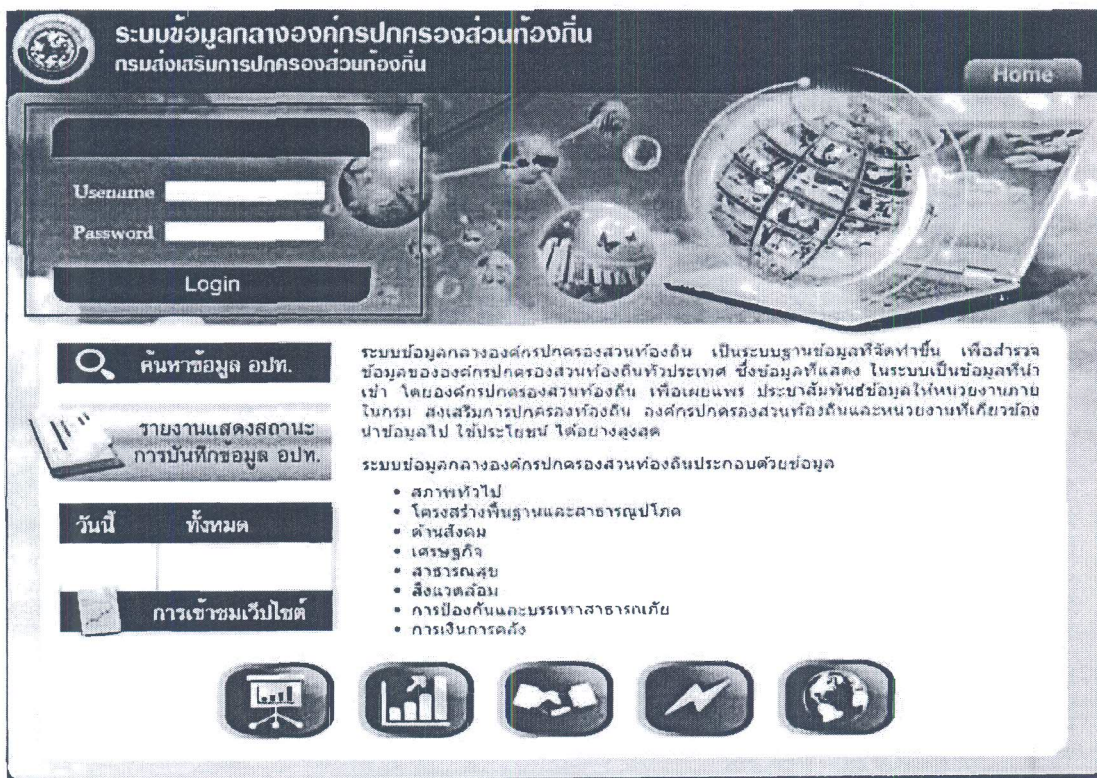 ระบบข้อมูลกลางองค์กรปกครองส่วนท้องถิ่น
กรมส่งเสริมการปกครองส่วนท้องถิ่น
Home
Usename
Password
Login
ค้นหาข้อมูล อปท.
รายงานแสดงสถานะ
การบันทึกข้อมูล อปท.
วันนี้ ทั้งหมด
การเข้าชมเว็ปไซต์
ระบบข้อมูลกลางองค์กรปกครองส่วนท้องถิ่น เป็นระบบฐานข้อมูลที่จัดทำขึ้น เพื่อสำรวจ
ข้อมูลขององค์กรปกครองส่วนท้องถิ่นทั่วประเทศ ซึ่งข้อมูลที่แสดง ในระบบเป็นข้อมูลที่นำ
เข้า โดยองค์กรปกครองส่วนท้องถิ่น เพื่อเผยแพร่ ประชาสัมพันธ์ข้อมูลให้หน่วยงานภาย
ในกรม ส่งเสริมการปกครองท้องถิ่น องค์กรปกครองส่วนท้องถิ่นและหน่วยงานที่เกี่ยวข้อง
นำข้อมูลไป ใช้ประโยชน์ ได้อย่างสูงสุด
ระบบข้อมูลกลางองค์กรปกครองส่วนท้องถิ่นประกอบด้วยข้อมูล
• สภาพทั่วไป
• โครงสร้างพื้นฐานและสาธารณูปโภค
• ด้านสังคม
• เศรษฐกิจ
• สาธารณสุข
• สิ่งแวดล้อม
• การป้องกันและบรรเทาสาธารณภัย
• การเงินการคลัง